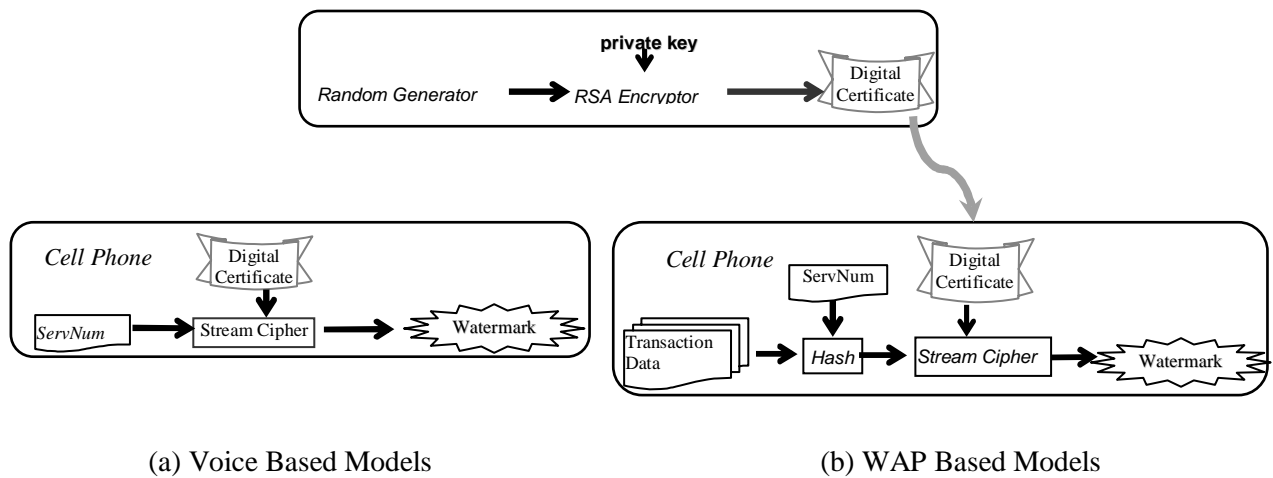 private key
Random Generator
RSA Encryptor
Digital
Certificate
Cell Phone
Digital
Certificate
ServNum
Stream Cipher
Watermark
Cell Phone
ServNum
Digital
Certificate
Transaction
Data
Hash
Stream Cipher
Watermark
(a) Voice Based Models
(b) WAP Based Models